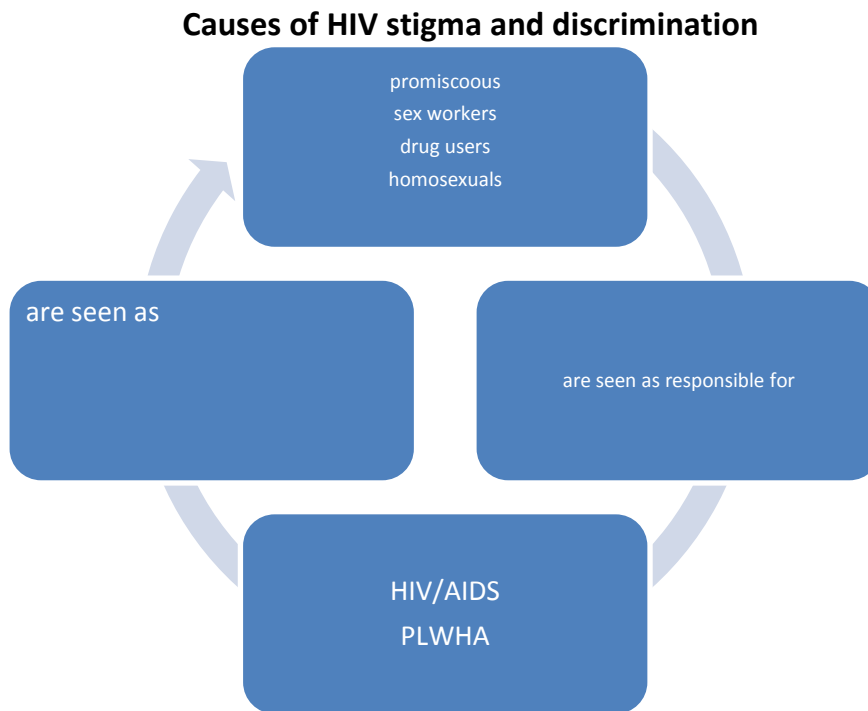 Causes of HIV stigma and discrimination
promiscoous
sex workers
drug users
homosexuals
are seen as
are seen as responsible for
HIV/AIDS
PLWHA